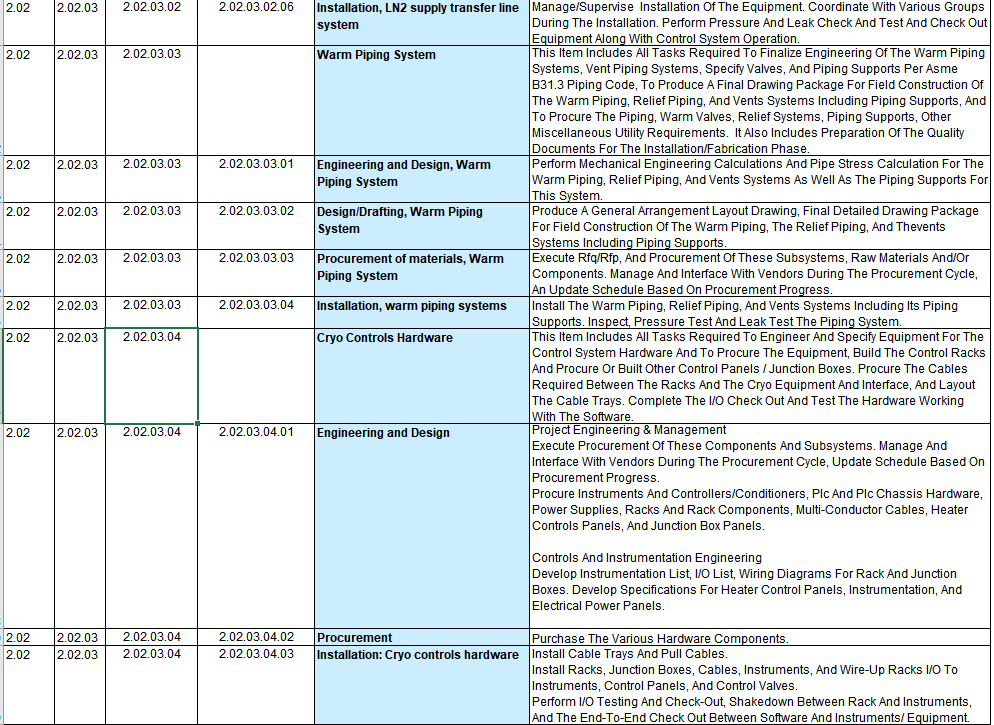 2.02 2.02.03 2.02.03.02 2.02.03.02.06 Installation, LN2 supply transfer line Manage/Supervise Installation Of The Equipment. Coordinate With Various Groups
system During The Installation. Perform Pressure And Leak Check And Test And Check Out
Equipment Along With Control System Operation.
2.02 2.02.03 2.02.03.03 Warm Piping System This Item Includes All Tasks Required To Finalize Engineering Of The Warm Piping
Systems, Vent Piping Systems, Specify Valves, And Piping Supports Per Asme
B31.3 Piping Code, To Produce A Final Drawing Package For Field Construction Of
The Warm Piping, Relief Piping, And Vents Systems Including Piping Supports, And
To Procure The Piping, Warm Valves, Relief Systems, Piping Supports, Other
Miscellaneous Utility Requirements. It Also Includes Preparation Of The Quality
Documents For The Installation/Fabrication Phase.
2.02 2.02.03 2.02.03.03 2.02.03.03.01 Engineering and Design, Warm Perform Mechanical Engineering Calculations And Pipe Stress Calculation For The
Piping System Warm Piping, Relief Piping, And Vents Systems As Well As The Piping Supports For
This System.
2.02 2.02.03 2.02.03.03 2.02.03.03.02 Design/Drafting, Warm Piping Produce A General Arrangement Layout Drawing, Final Detailed Drawing Package
System For Field Construction Of The Warm Piping, The Relief Piping, And Thevents
Systems Including Piping Supports.
2.02 2.02.03 2.02.03.03 2.02.03.03.03 Procurement of materials, Warm Execute Rfq/Rfp, And Procurement Of These Subsystems, Raw Materials And/Or
Piping System Components. Manage And Interface With Vendors During The Procurement Cycle,
An Update Schedule Based On Procurement Progress.
2.02 2.02.03 2.02.03.03 2.02.03.03.04 Installation, warm piping systems Install The Warm Piping, Relief Piping, And Vents Systems Including Its Piping
Supports. Inspect, Pressure Test And Leak Test The Piping System.
2.02 2.02.03 2.02.03.04 Cryo Controls Hardware This Item Includes All Tasks Required To Engineer And Specify Equipment For The
Control System Hardware And To Procure The Equipment, Build The Control Racks
And Procure Or Built Other Control Panels / Junction Boxes. Procure The Cables
Required Between The Racks And The Cryo Equipment And Interface, And Layout
The Cable Trays. Complete The I/O Check Out And Test The Hardware Working
With The Software.
2.02 2.02.03 2.02.03.04 2.02.03.04.01 Engineering and Design Project Engineering & Management
Execute Procurement Of These Components And Subsystems. Manage And
Interface With Vendors During The Procurement Cycle, Update Schedule Based On
Procurement Progress.
Procure Instruments And Controllers/Conditioners, Plc And Plc Chassis Hardware,
Power Supplies, Racks And Rack Components, Multi-Conductor Cables, Heater
Controls Panels, And Junction Box Panels.
Controls And Instrumentation Engineering
Develop Instrumentation List, I/O List, Wiring Diagrams For Rack And Junction
Boxes. Develop Specifications For Heater Control Panels, Instrumentation, And
Electrical Power Panels.
2.02 2.02.03 2.02.03.04 2.02.03.04.02 Procurement Purchase The Various Hardware Components.
2.02 2.02.03 2.02.03.04 2.02.03.04.03 Installation: Cryo controls hardware Install Cable Trays And Pull Cables.
Install Racks, Junction Boxes, Cables, Instruments, And Wire-Up Racks I/O To
Instruments, Control Panels, And Control Valves.
Perform I/O Testing And Check-Out, Shakedown Between Rack And Instruments,
And The End-To-End Check Out Between Software And Instruments/ Equipment.